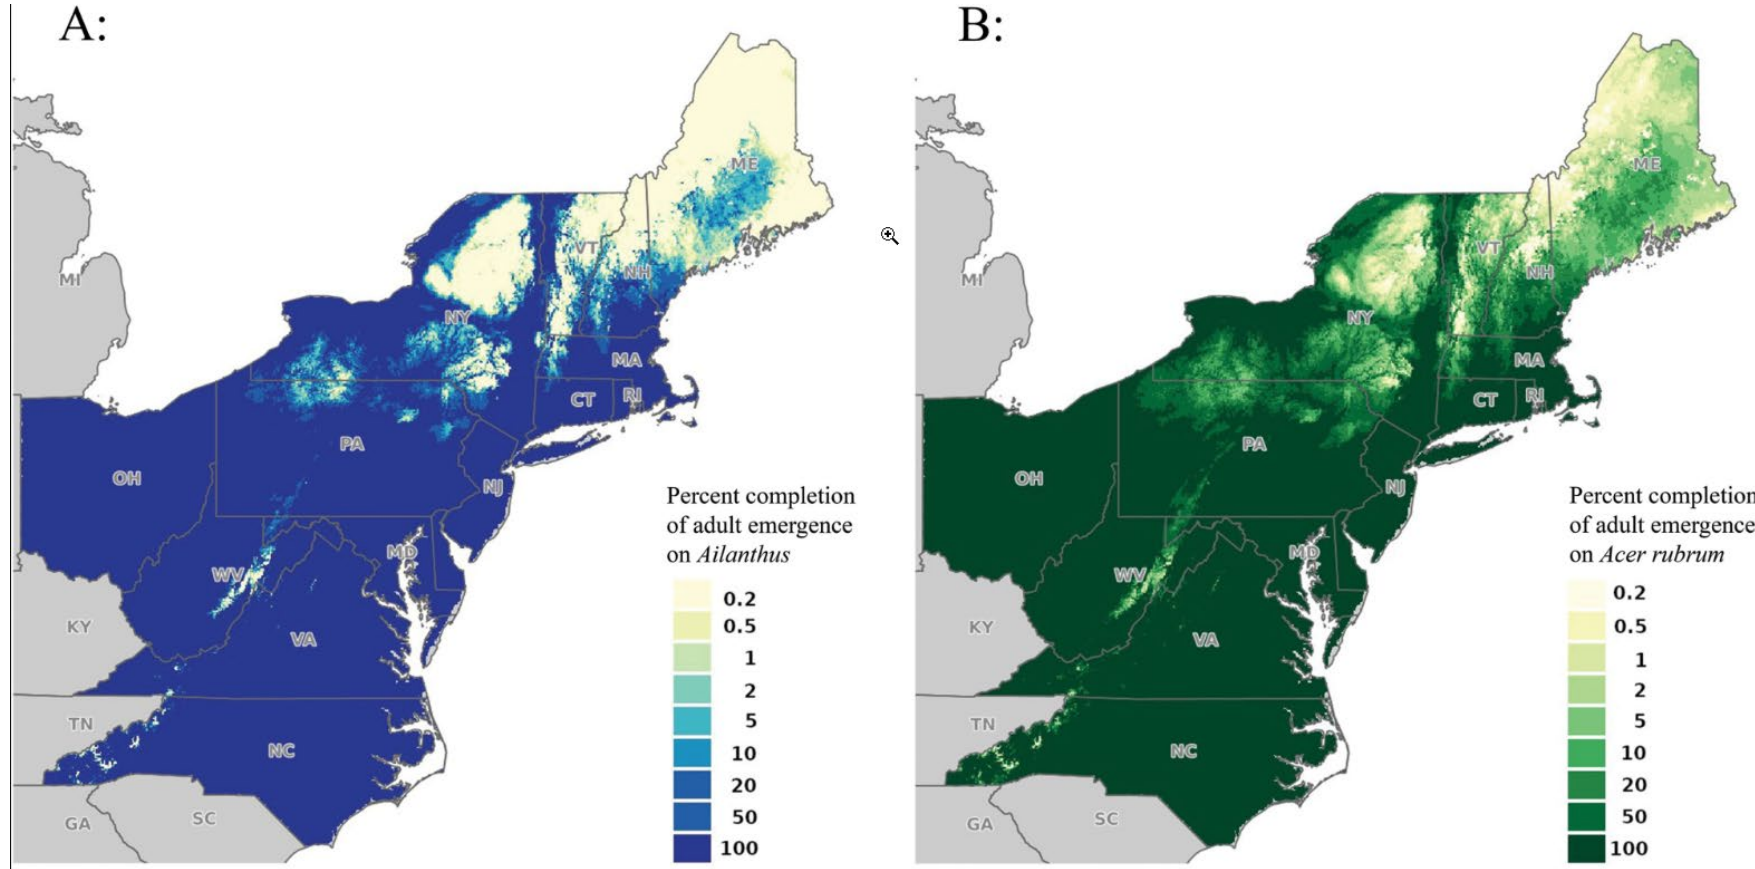 A:
ME
VT
NH
MI
NY
MA
CT
RI
PA
OH
NJ
MD
WV
KY
VA
TN
NC
GA
SC
Percent completion
of adult emergence
on Ailanthus
0.2
0.5
1
2
5
10
20
50
100
B:
ME
VT
NH
MI
NY
MA
CT
RI
PA
OH
NJ
MD
WV
KY
VA
TN
NC
GA
SC
Percent completion
of adult emergence
on Acer rubrum
0.2
0.5
1
2
5
10
20
50
100